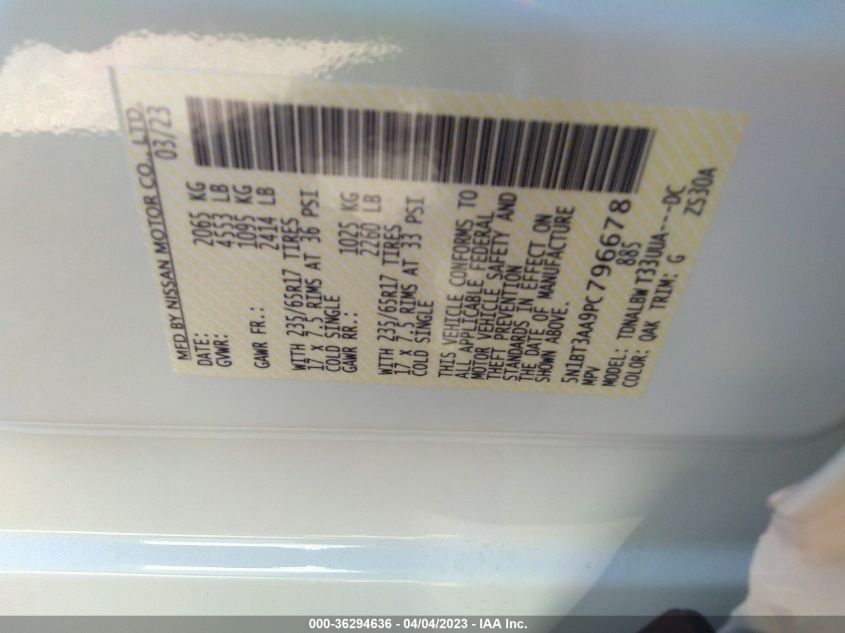 MFD BY NISSAN MOTOR CO., LTD.
DATE: 03/23
GVWR: 2065 KG
4553 LB
GAWR FR.: 1095 KG
2414 LB
WITH 235/65R17 TIRES
17 x 7.5 RIMS AT 36 PSI
COLD SINGLE
GAWR RR.: 1025 KG
2260 LB
WITH 235/65R17 TIRES
17 x 7.5 RIMS AT 33 PSI
COLD SINGLE
THIS VEHICLE CONFORMS TO
ALL APPLICABLE FEDERAL
MOTOR VEHICLE SAFETY AND
THEFT PREVENTION
STANDARDS IN EFFECT ON
THE DATE OF MANUFACTURE
SHOWN ABOVE.
5N1BT3AA9PC796678
MPV 885
MODEL: TDNALBW T33UUA----DC
COLOR: QAK TRIM: G ZS30A
000-36294636 - 04/04/2023 - IAA Inc.